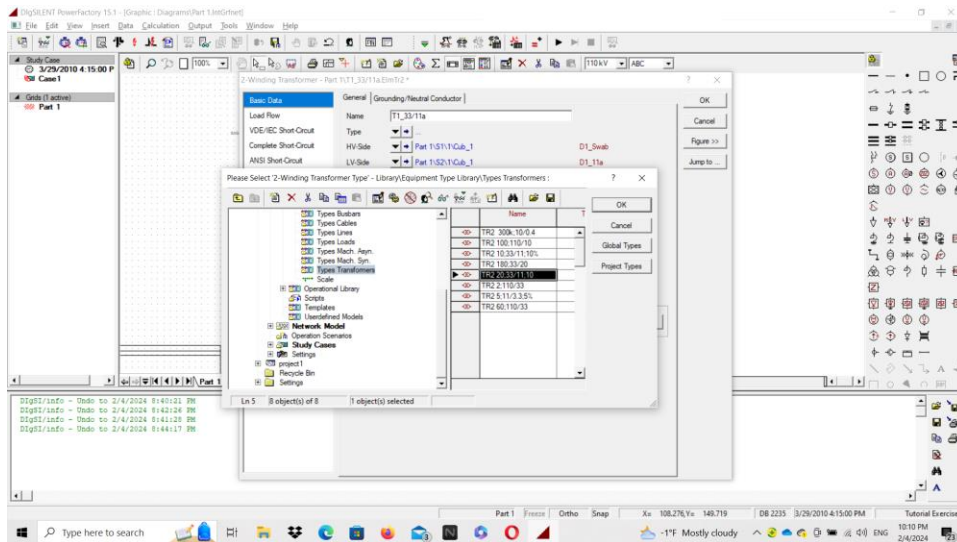 DIgSILENT PowerFactory 15.1 - [Graphic : Diagrams\Part 1.IntGrfnet]
File Edit View Insert Data Calculation Output Tools Window Help
100%
110 kV
ABC
Study Case
3/29/2010 4:15:00 P
Case1
Grids (1 active)
Part 1
2-Winding Transformer - Part 1\T1_33/11a.ElmTr2 *
Basic Data
Load Flow
VDE/IEC Short-Circuit
Complete Short-Circuit
ANSI Short-Circuit
General Grounding/Neutral Conductor
Name T1_33/11a
Type ...
HV-Side Part 1\S1\1\Cub_1 D1_Swab
LV-Side Part 1\S2\1\Cub_1 D1_11a
OK
Cancel
Figure >>
Jump to ...
Please Select '2-Winding Transformer Type' - Library\Equipment Type Library\Types Transformers :
Types Busbars
Types Cables
Types Lines
Types Loads
Types Mach. Asyn.
Types Mach. Syn.
Types Transformers
Scale
Operational Library
Scripts
Templates
Userdefined Models
Network Model
Operation Scenarios
Study Cases
Settings
project1
Recycle Bin
Settings
Name T
TR2 300k;10/0.4
TR2 100;110/10
TR2 10;33/11;10%
TR2 180;33/20
TR2 20;33/11;10
TR2 2;110/33
TR2 5;11/3.3;5%
TR2 60;110/33
OK
Cancel
Global Types
Project Types
Ln 5 8 object(s) of 8 1 object(s) selected
Part 1
DIgSI/info - Undo to 2/4/2024 8:40:21 PM
DIgSI/info - Undo to 2/4/2024 8:42:24 PM
DIgSI/info - Undo to 2/4/2024 8:41:28 PM
DIgSI/info - Undo to 2/4/2024 8:44:17 PM
Part 1 Freeze Ortho Snap X= 108.276,Y= 149.719 DB 2235 3/29/2010 4:15:00 PM Tutorial Exercise
Type here to search
-1°F Mostly cloudy
ENG
10:10 PM
2/4/2024